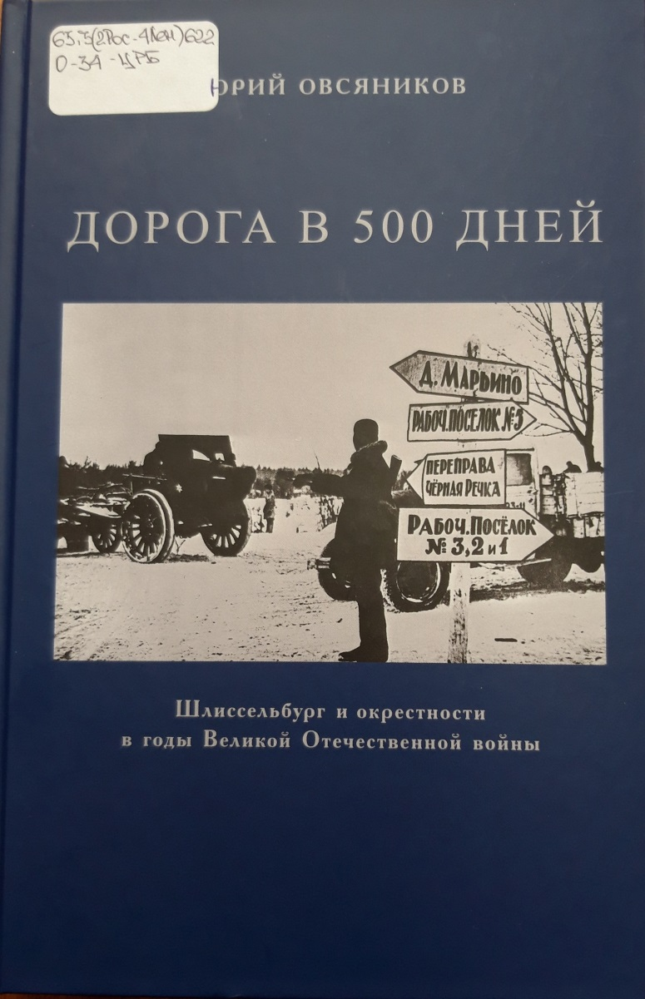 63.3(2Рос-4Лен)622
О-34 -ЦРБ
ЮРИЙ ОВСЯНИКОВ
ДОРОГА В 500 ДНЕЙ
Д. МАРЬИНО
РАБОЧ. ПОСЕЛОК №5
ПЕРЕПРАВА
ЧЁРНАЯ РЕЧКА
РАБОЧ. ПОСЁЛОК
№ 3, 2 и 1
Шлиссельбург и окрестности
в годы Великой Отечественной войны